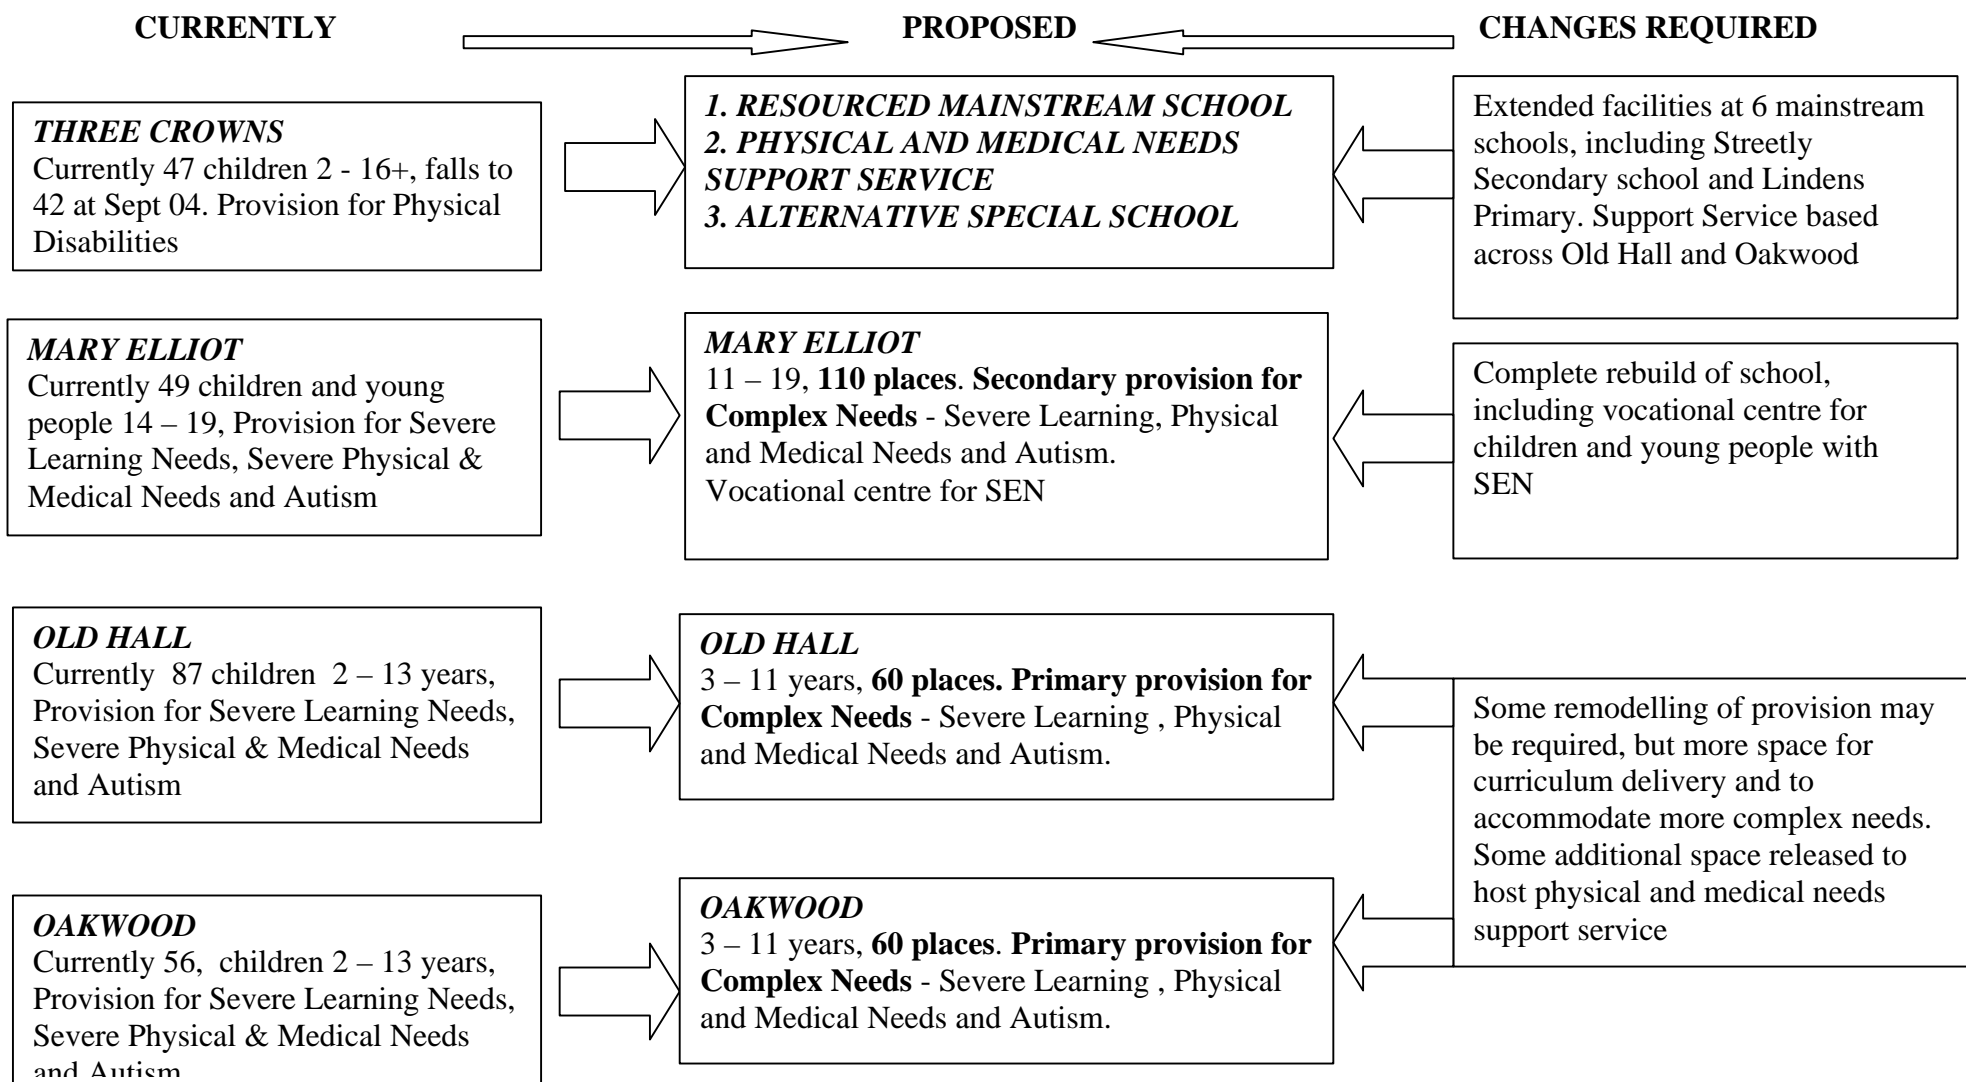 CURRENTLY
PROPOSED
CHANGES REQUIRED
THREE CROWNS
Currently 47 children 2 - 16+, falls to
42 at Sept 04. Provision for Physical
Disabilities
1. RESOURCED MAINSTREAM SCHOOL
2. PHYSICAL AND MEDICAL NEEDS
SUPPORT SERVICE
3. ALTERNATIVE SPECIAL SCHOOL
Extended facilities at 6 mainstream
schools, including Streetly
Secondary school and Lindens
Primary. Support Service based
across Old Hall and Oakwood
MARY ELLIOT
Currently 49 children and young
people 14 – 19, Provision for Severe
Learning Needs, Severe Physical &
Medical Needs and Autism
MARY ELLIOT
11 – 19, 110 places. Secondary provision for
Complex Needs - Severe Learning, Physical
and Medical Needs and Autism.
Vocational centre for SEN
Complete rebuild of school,
including vocational centre for
children and young people with
SEN
OLD HALL
Currently  87 children  2 – 13 years,
Provision for Severe Learning Needs,
Severe Physical & Medical Needs
and Autism
OLD HALL
3 – 11 years, 60 places. Primary provision for
Complex Needs - Severe Learning , Physical
and Medical Needs and Autism.
Some remodelling of provision may
be required, but more space for
curriculum delivery and to
accommodate more complex needs.
Some additional space released to
host physical and medical needs
support service
OAKWOOD
Currently 56,  children 2 – 13 years,
Provision for Severe Learning Needs,
Severe Physical & Medical Needs
and Autism
OAKWOOD
3 – 11 years, 60 places. Primary provision for
Complex Needs - Severe Learning , Physical
and Medical Needs and Autism.